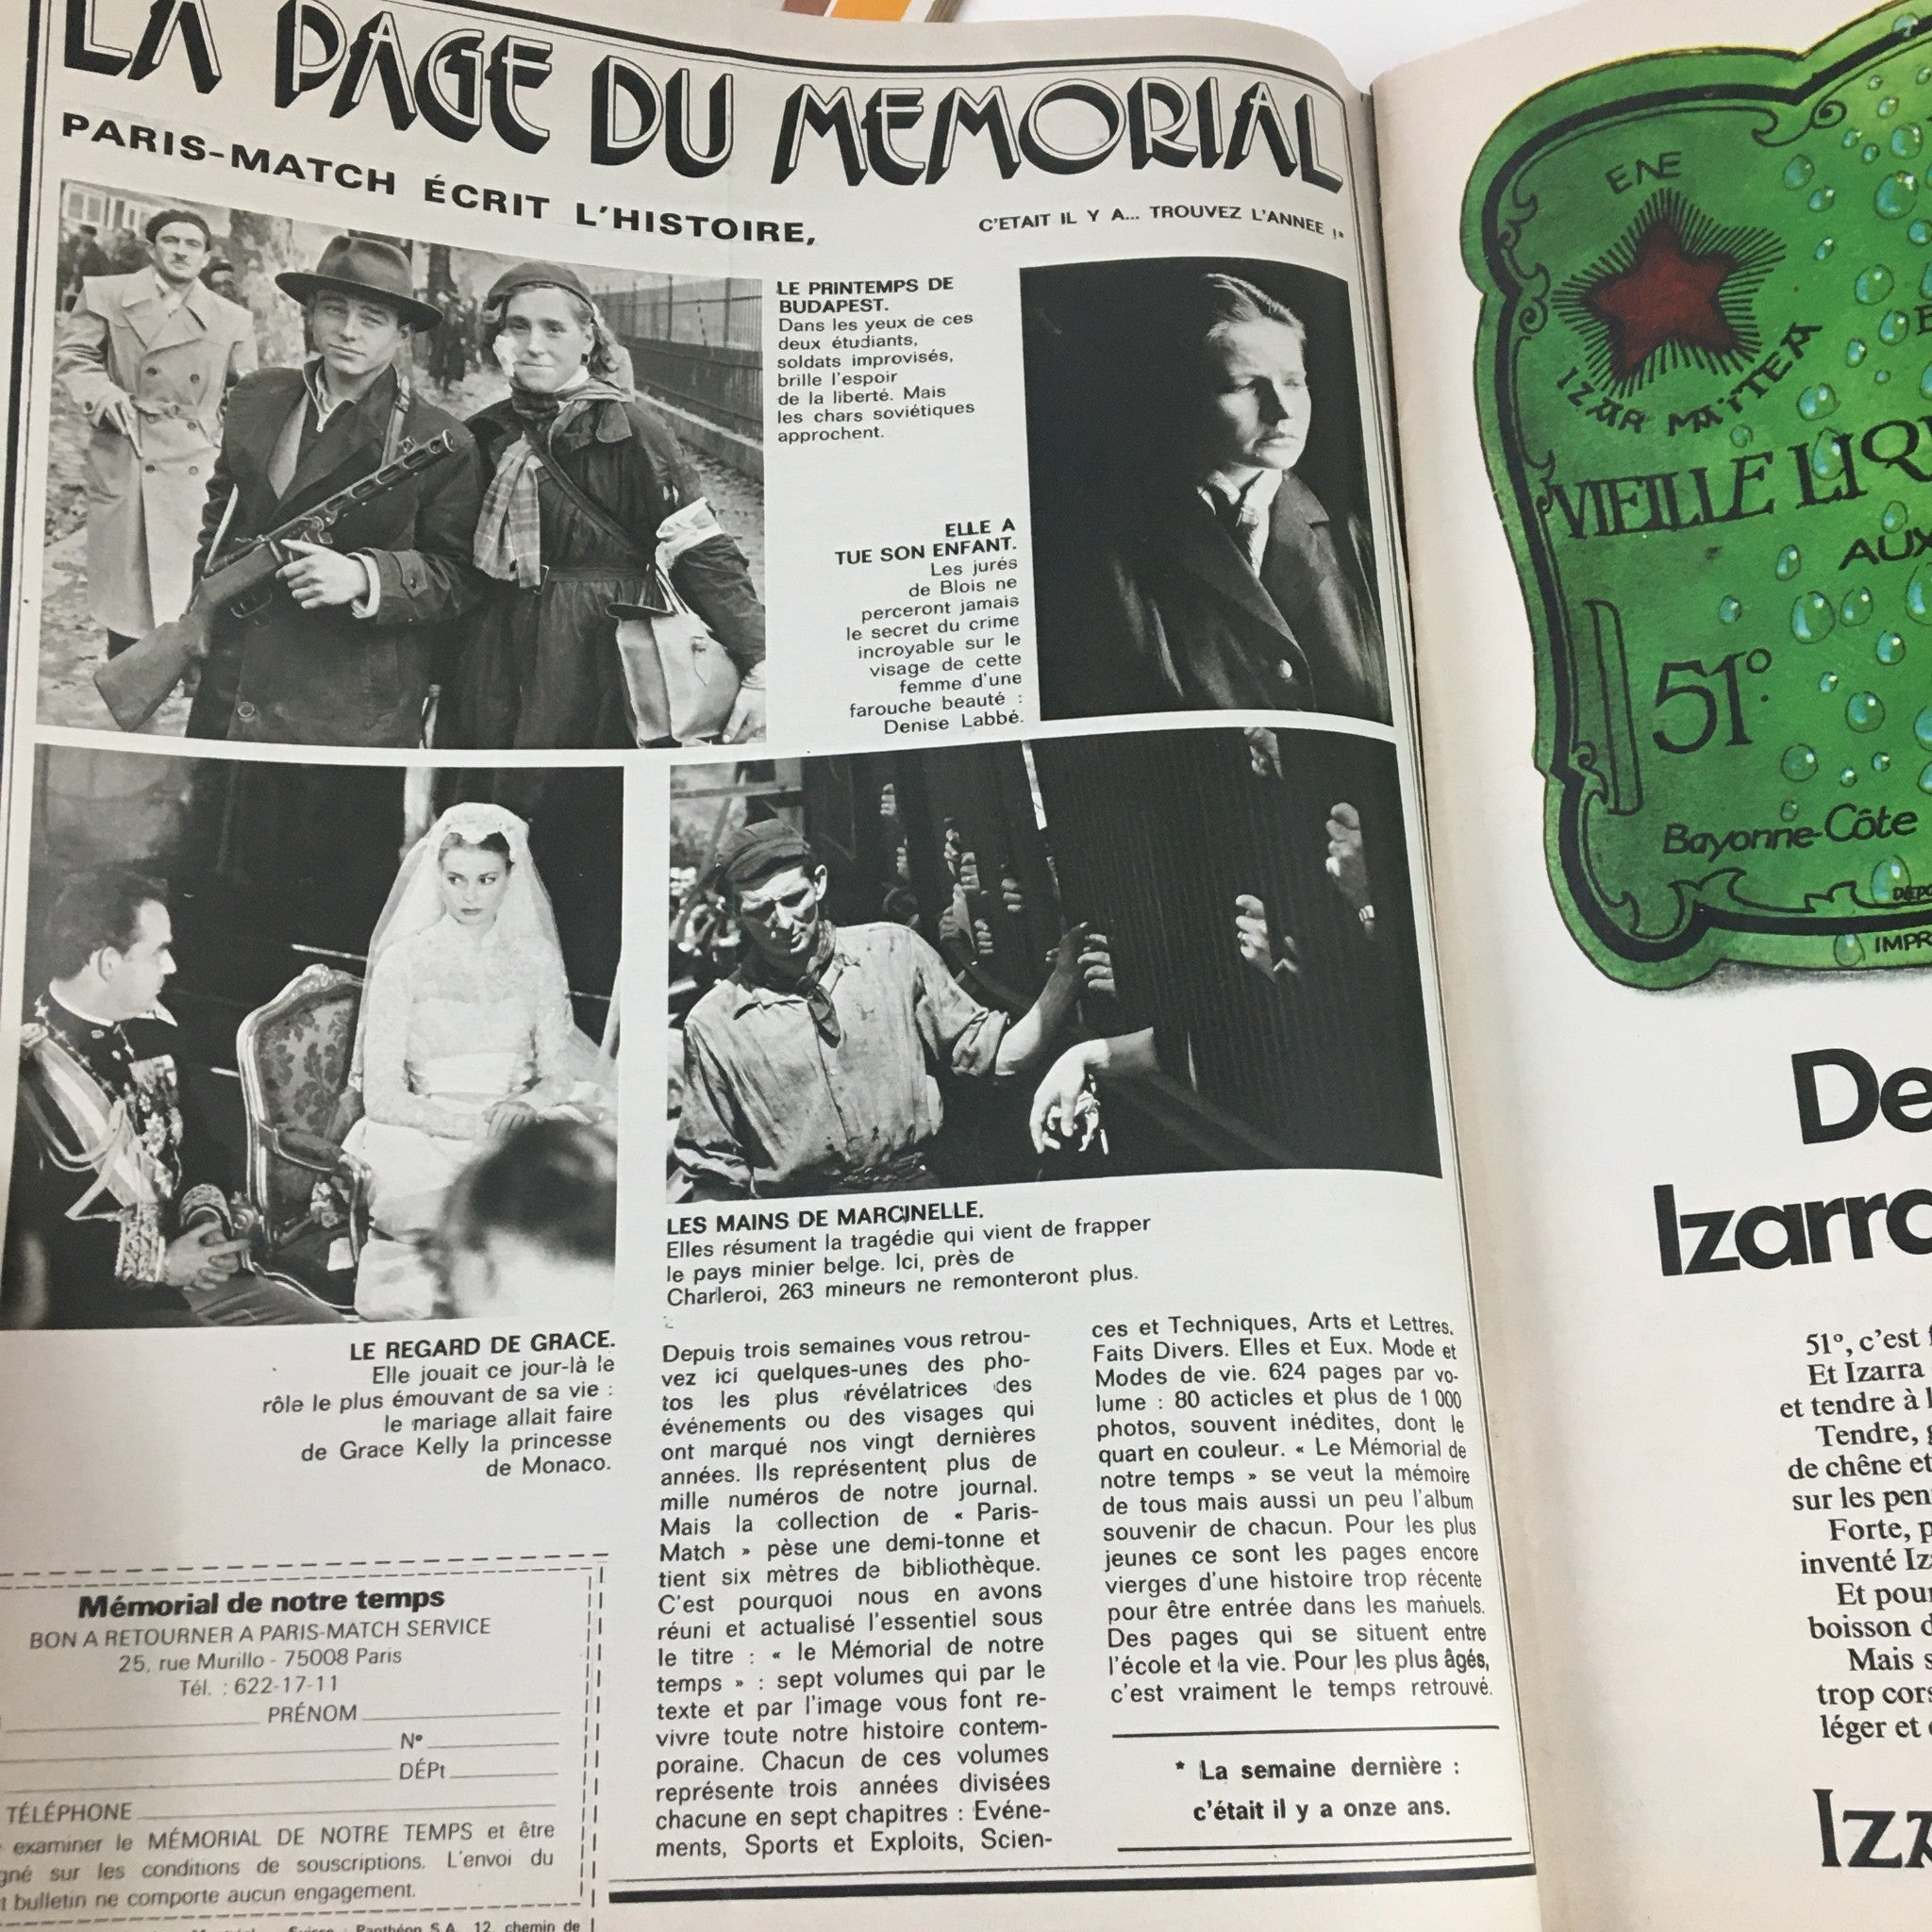 LA PAGE DU MEMORIAL
PARIS-MATCH ÉCRIT L'HISTOIRE,
C'ETAIT IL Y A... TROUVEZ L'ANNEE !*
LE PRINTEMPS DE
BUDAPEST.
Dans les yeux de ces
deux étudiants,
soldats improvisés,
brille l'espoir
de la liberté. Mais
les chars soviétiques
approchent.
ELLE A
TUE SON ENFANT.
Les jurés
de Blois ne
perceront jamais
le secret du crime
incroyable sur le
visage de cette
femme d'une
farouche beauté :
Denise Labbé.
LES MAINS DE MARCINELLE.
Elles résument la tragédie qui vient de frapper
le pays minier belge. Ici, près de
Charleroi, 263 mineurs ne remonteront plus.
LE REGARD DE GRACE.
Elle jouait ce jour-là le
rôle le plus émouvant de sa vie :
le mariage allait faire
de Grace Kelly la princesse
de Monaco.
Depuis trois semaines vous retrou-
vez ici quelques-unes des pho-
tos les plus révélatrices des
événements ou des visages qui
ont marqué nos vingt dernières
années. Ils représentent plus de
mille numéros de notre journal.
Mais la collection de « Paris-
Match » pèse une demi-tonne et
tient six mètres de bibliothèque.
C'est pourquoi nous en avons
réuni et actualisé l'essentiel sous
le titre : « le Mémorial de notre
temps » : sept volumes qui par le
texte et par l'image vous font re-
vivre toute notre histoire contem-
poraine. Chacun de ces volumes
représente trois années divisées
chacune en sept chapitres : Evéne-
ments, Sports et Exploits, Scien-
ces et Techniques, Arts et Lettres,
Faits Divers. Elles et Eux. Mode et
Modes de vie. 624 pages par vo-
lume : 80 acticles et plus de 1 000
photos, souvent inédites, dont le
quart en couleur. « Le Mémorial de
notre temps » se veut la mémoire
de tous mais aussi un peu l'album
souvenir de chacun. Pour les plus
jeunes ce sont les pages encore
vierges d'une histoire trop récente
pour être entrée dans les manuels.
Des pages qui se situent entre
l'école et la vie. Pour les plus âgés,
c'est vraiment le temps retrouvé.
* La semaine dernière :
c'était il y a onze ans.
Mémorial de notre temps
BON A RETOURNER A PARIS-MATCH SERVICE
25, rue Murillo - 75008 Paris
Tél. : 622-17-11
PRÉNOM
N°
DÉPt
TÉLÉPHONE
examiner le MÉMORIAL DE NOTRE TEMPS et être
gné sur les conditions de souscriptions. L'envoi du
bulletin ne comporte aucun engagement.
Suisse : Panthéon S.A. 12, chemin de
ENE
IZAR MAÏTEA
VIEILLE LIQ
AUX
51°
Bayonne-Côte
DÉPO
IMPR
De
Izarra
51°, c'est
Et Izarra
et tendre à
Tendre,
de chêne et
sur les pen
Forte, p
inventé Iz
Et pour
boisson d
Mais s
trop cors
léger et
Izz